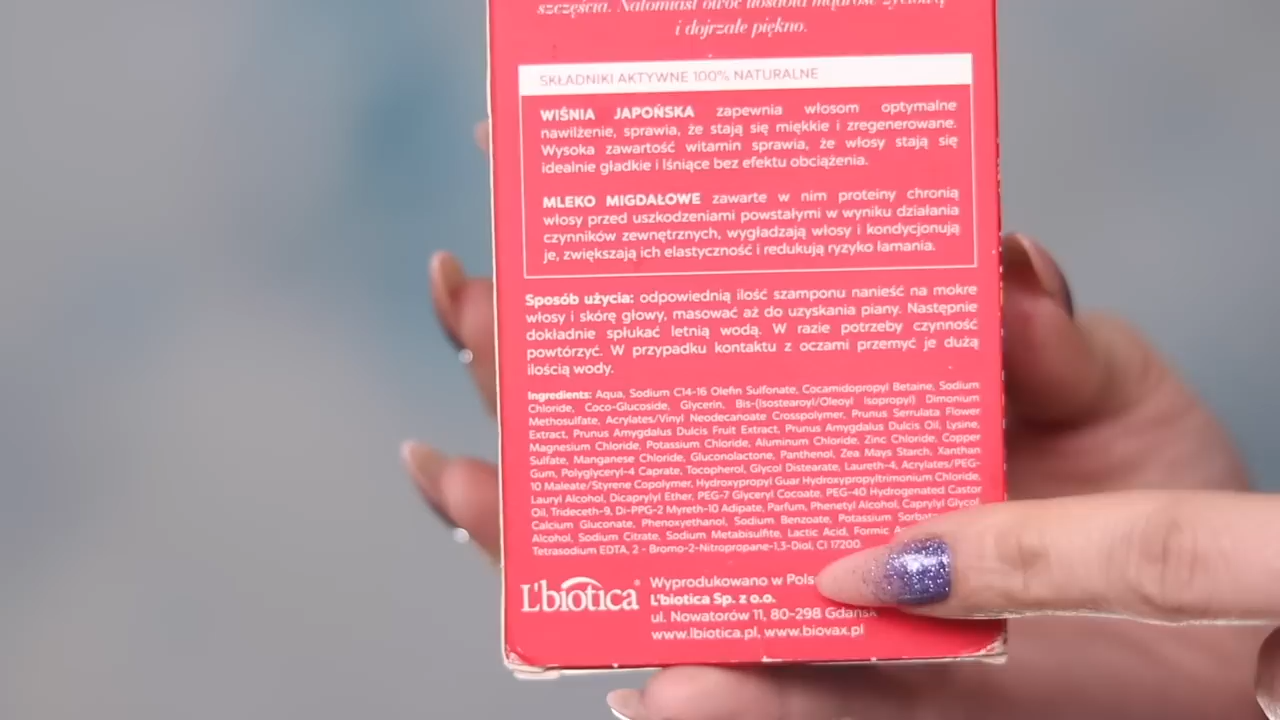 szczęścia. Natomiast owoc uosabia mądrość życiową
i dojrzałe piękno.
SKŁADNIKI AKTYWNE 100% NATURALNE
WIŚNIA JAPOŃSKA zapewnia włosom optymalne
nawilżenie, sprawia, że stają się miękkie i zregenerowane.
Wysoka zawartość witamin sprawia, że włosy stają się
idealnie gładkie i lśniące bez efektu obciążenia.
MLEKO MIGDAŁOWE zawarte w nim proteiny chronią
włosy przed uszkodzeniami powstałymi w wyniku działania
czynników zewnętrznych, wygładzają włosy i kondycjonują
je, zwiększają ich elastyczność i redukują ryzyko łamania.
Sposób użycia: odpowiednią ilość szamponu nanieść na mokre
włosy i skórę głowy, masować aż do uzyskania piany. Następnie
dokładnie spłukać letnią wodą. W razie potrzeby czynność
powtórzyć. W przypadku kontaktu z oczami przemyć je dużą
ilością wody.
Ingredients: Aqua, Sodium C14-16 Olefin Sulfonate, Cocamidopropyl Betaine, Sodium
Chloride, Coco-Glucoside, Glycerin, Bis-(Isostearoyl/Oleoyl Isopropyl) Dimonium
Methosulfate, Acrylates/Vinyl Neodecanoate Crosspolymer, Prunus Serrulata Flower
Extract, Prunus Amygdalus Dulcis Fruit Extract, Prunus Amygdalus Dulcis Oil, Lysine,
Magnesium Chloride, Potassium Chloride, Aluminum Chloride, Zinc Chloride, Copper
Sulfate, Manganese Chloride, Gluconolactone, Panthenol, Zea Mays Starch, Xanthan
Gum, Polyglyceryl-4 Caprate, Tocopherol, Glycol Distearate, Laureth-4, Acrylates/PEG-
10 Maleate/Styrene Copolymer, Hydroxypropyl Guar Hydroxypropyltrimonium Chloride,
Lauryl Alcohol, Dicaprylyl Ether, PEG-7 Glyceryl Cocoate, PEG-40 Hydrogenated Castor
Oil, Trideceth-9, Di-PPG-2 Myreth-10 Adipate, Parfum, Phenetyl Alcohol, Caprylyl Glycol
Calcium Gluconate, Phenoxyethanol, Sodium Benzoate, Potassium
Alcohol, Sodium Citrate, Sodium Metabisulfite, Lactic Acid, Formic
Tetrasodium EDTA, 2 - Bromo-2-Nitropropane-1,3-Diol, CI 17200.
L'biotica®
Wyprodukowano w
L'biotica Sp. z o.o.
ul. Nowatorów 11, 80-298 Gdańsk
www.lbiotica.pl, www.biovax.pl